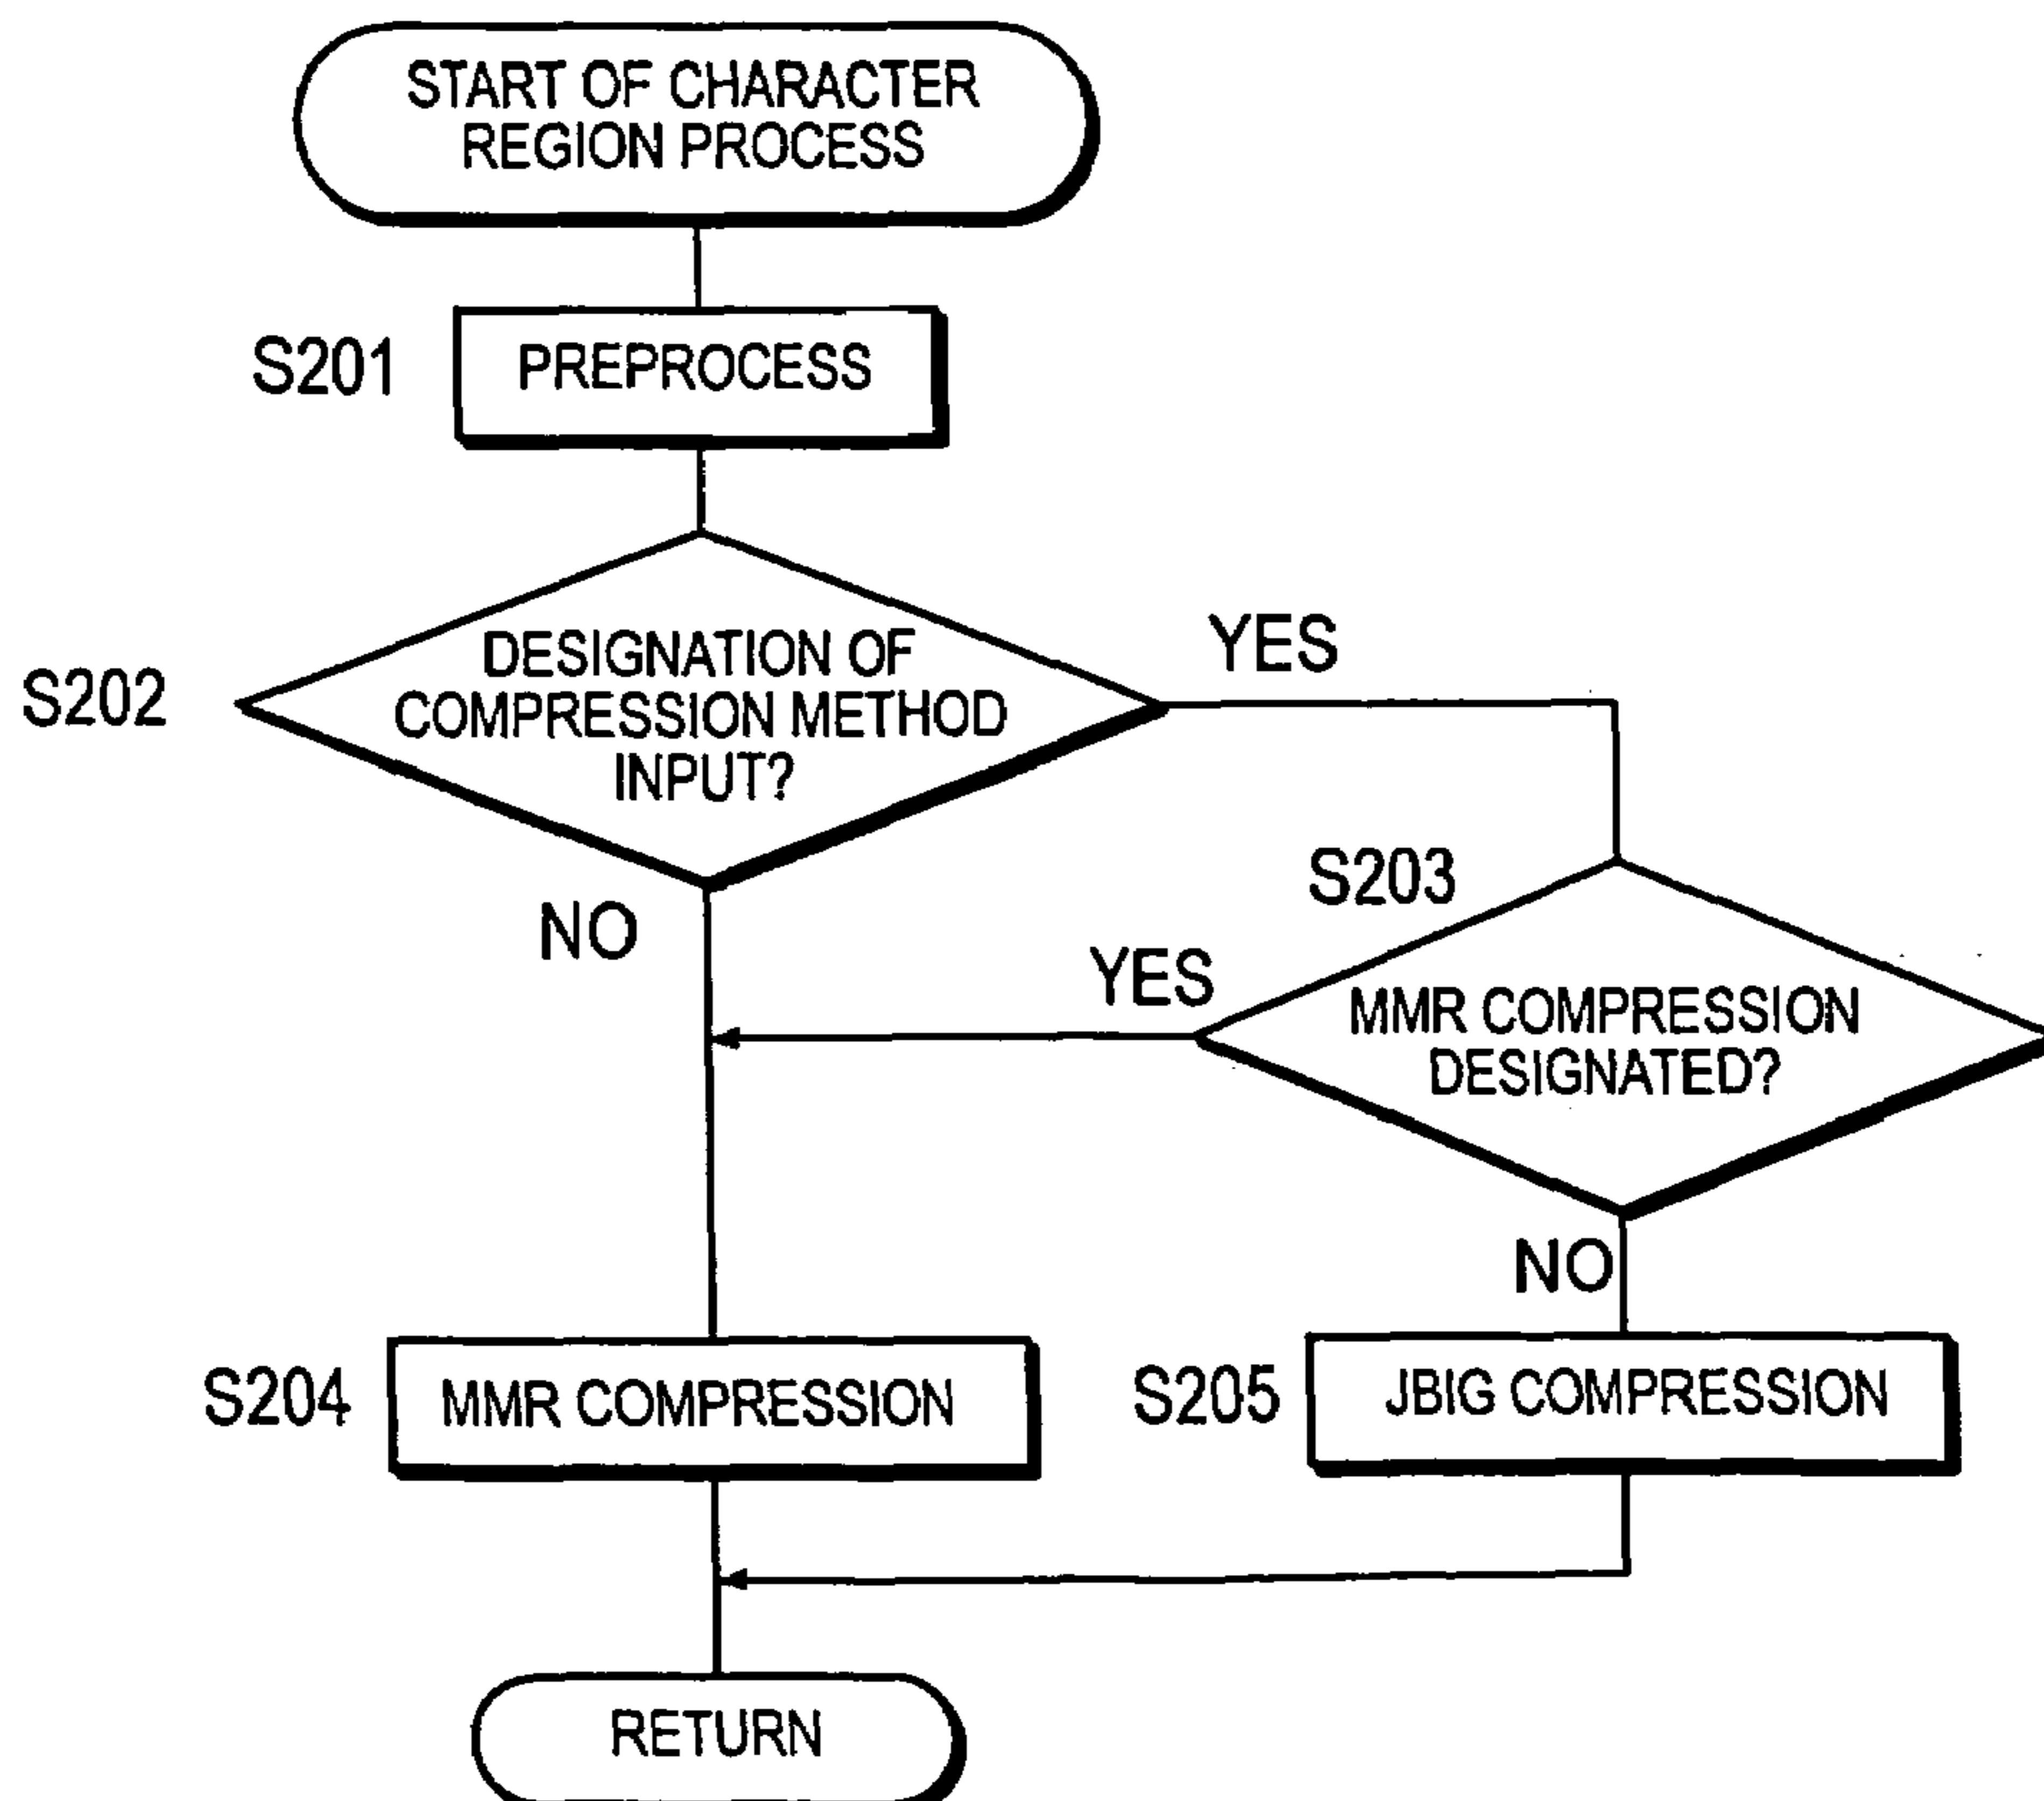 START OF CHARACTER
REGION PROCESS
S201
PREPROCESS
S202
DESIGNATION OF
COMPRESSION METHOD
INPUT?
YES
NO
S203
YES
MMR COMPRESSION
DESIGNATED?
NO
S204
MMR COMPRESSION
S205
JBIG COMPRESSION
RETURN